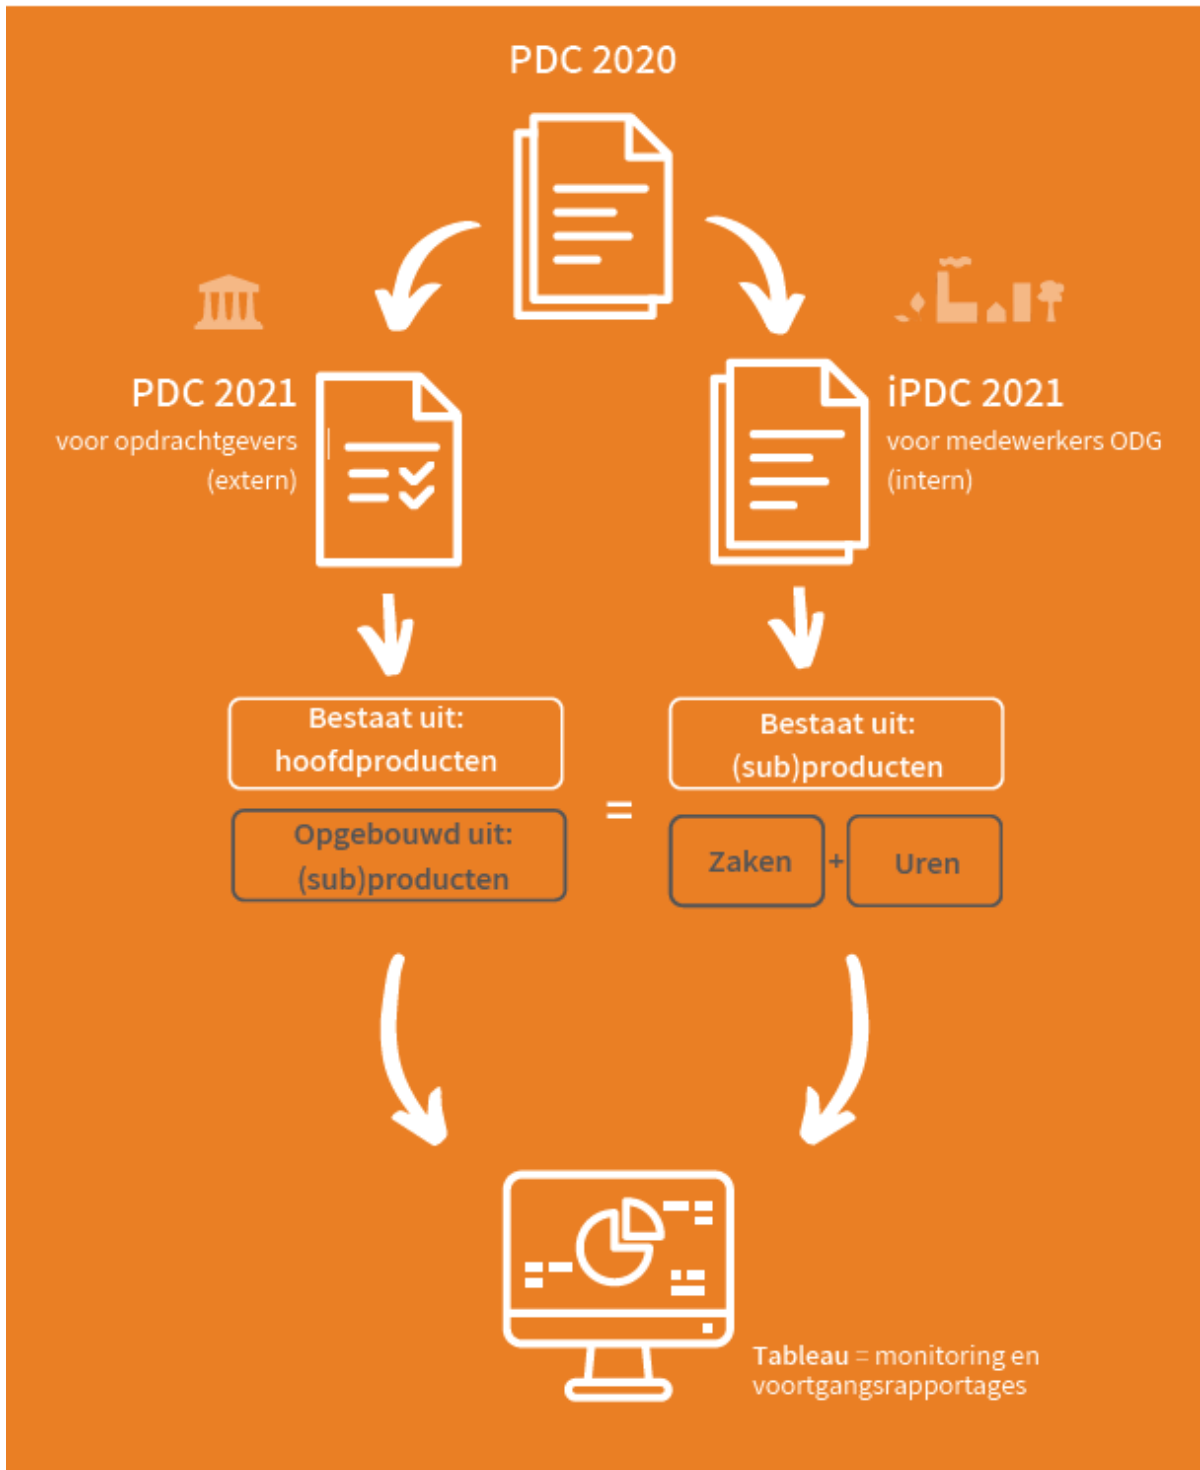 PDC 2020
PDC 2021
voor opdrachtgevers
(extern)
iPDC 2021
voor medewerkers ODG
(intern)
Bestaat uit:
hoofdproducten
Opgebouwd uit:
(sub)producten
=
Bestaat uit:
(sub)producten
Zaken + Uren
Tableau = monitoring en
voortgangsrapportages